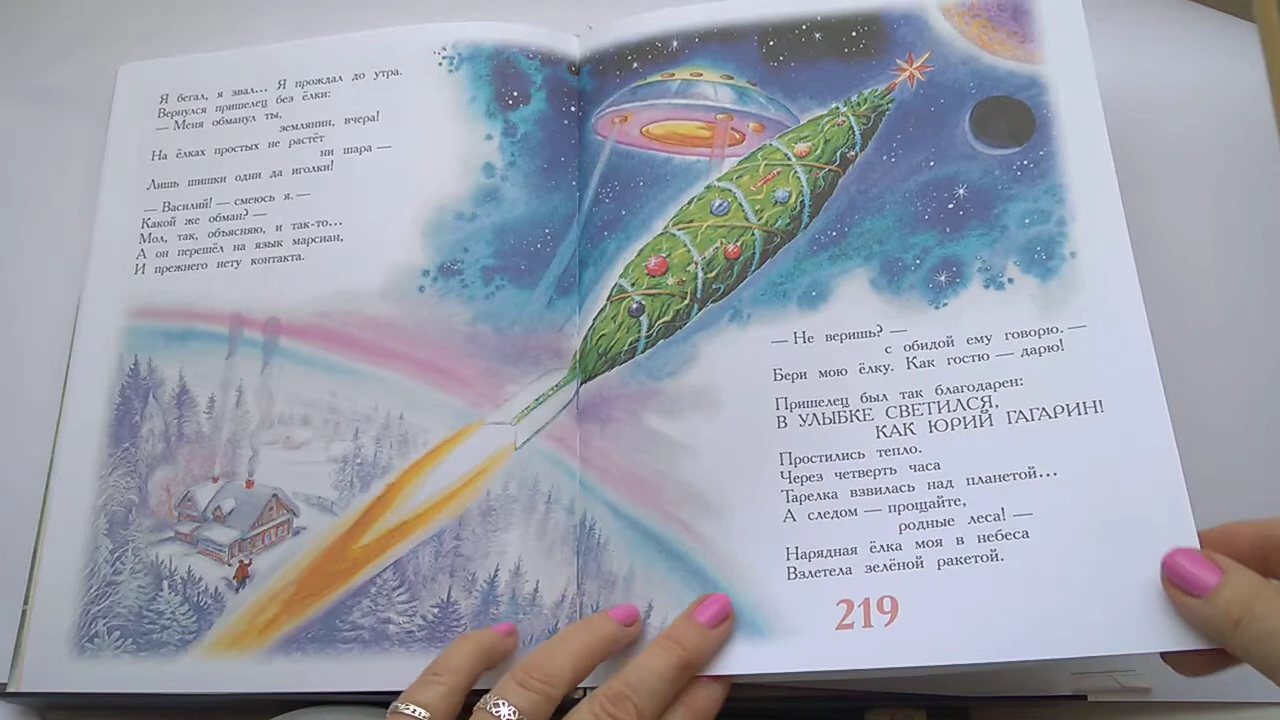 Я бегал, я звал... Я прождал до утра.
Вернулся пришелец без ёлки:
— Меня обманул ты,
землянин, вчера!
На ёлках простых не растёт
ни шара —
Лишь шишки одни да иголки!
— Василий! — смеюсь я. —
Какой же обман? —
Мол, так, объясняю, и так-то...
А он перешёл на язык марсиан,
И прежнего нету контакта.
— Не веришь? —
с обидой ему говорю. —
Бери мою ёлку. Как гостю — дарю!
Пришелец был так благодарен:
В УЛЫБКЕ СВЕТИЛСЯ,
КАК ЮРИЙ ГАГАРИН!
Простились тепло.
Через четверть часа
Тарелка взвилась над планетой...
А следом — прощайте,
родные леса! —
Нарядная ёлка моя в небеса
Взлетела зелёной ракетой.
219